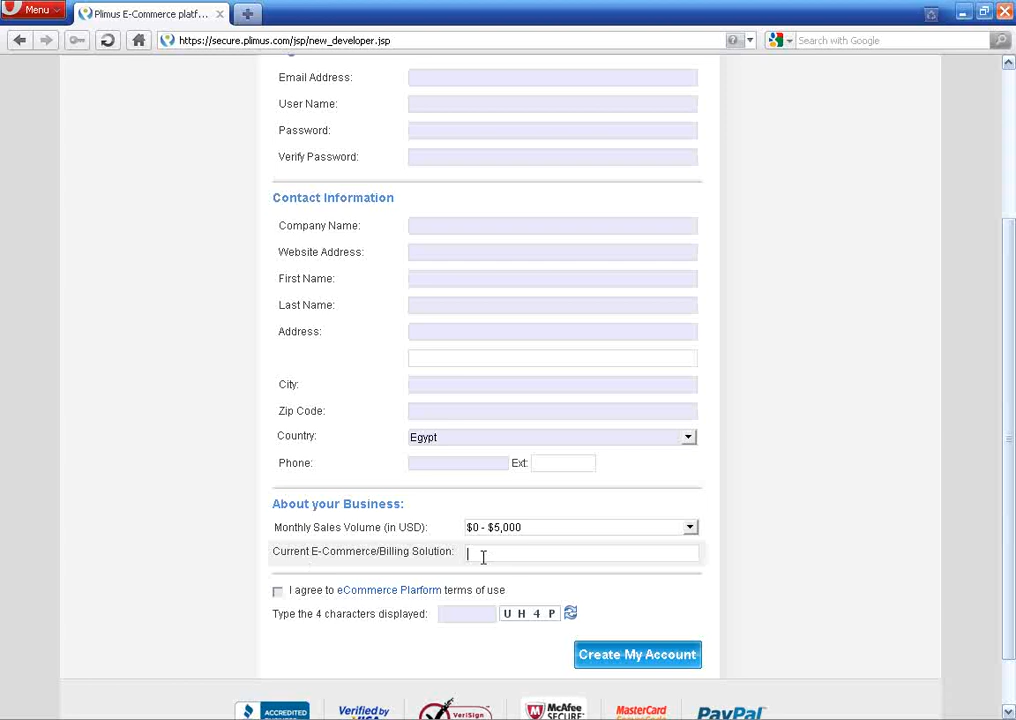 Menu
Plimus E-Commerce platf...
https://secure.plimus.com/jsp/new_developer.jsp
Search with Google
Email Address:
User Name:
Password:
Verify Password:
Contact Information
Company Name:
Website Address:
First Name:
Last Name:
Address:
City:
Zip Code:
Country: Egypt
Phone: Ext:
About your Business:
Monthly Sales Volume (in USD): $0 - $5,000
Current E-Commerce/Billing Solution:
I agree to eCommerce Plarform terms of use
Type the 4 characters displayed: U H 4 P
Create My Account
ACCREDITED
Verified by
VISA
VeriSign
McAfee
SECURE
MasterCard
PayPal